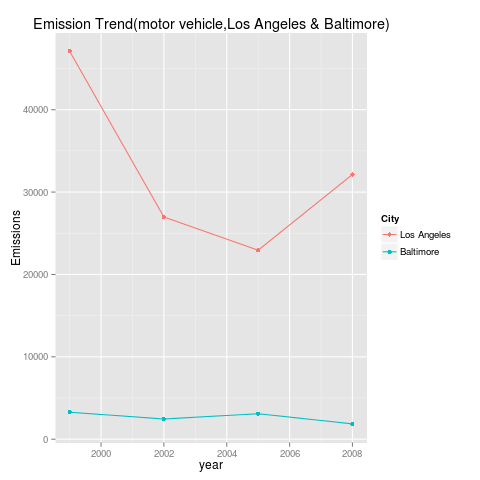 Emission Trend(motor vehicle,Los Angeles & Baltimore)
Emissions
40000
30000
20000
10000
0
2000 2002 2004 2006 2008
year
City
Los Angeles
Baltimore